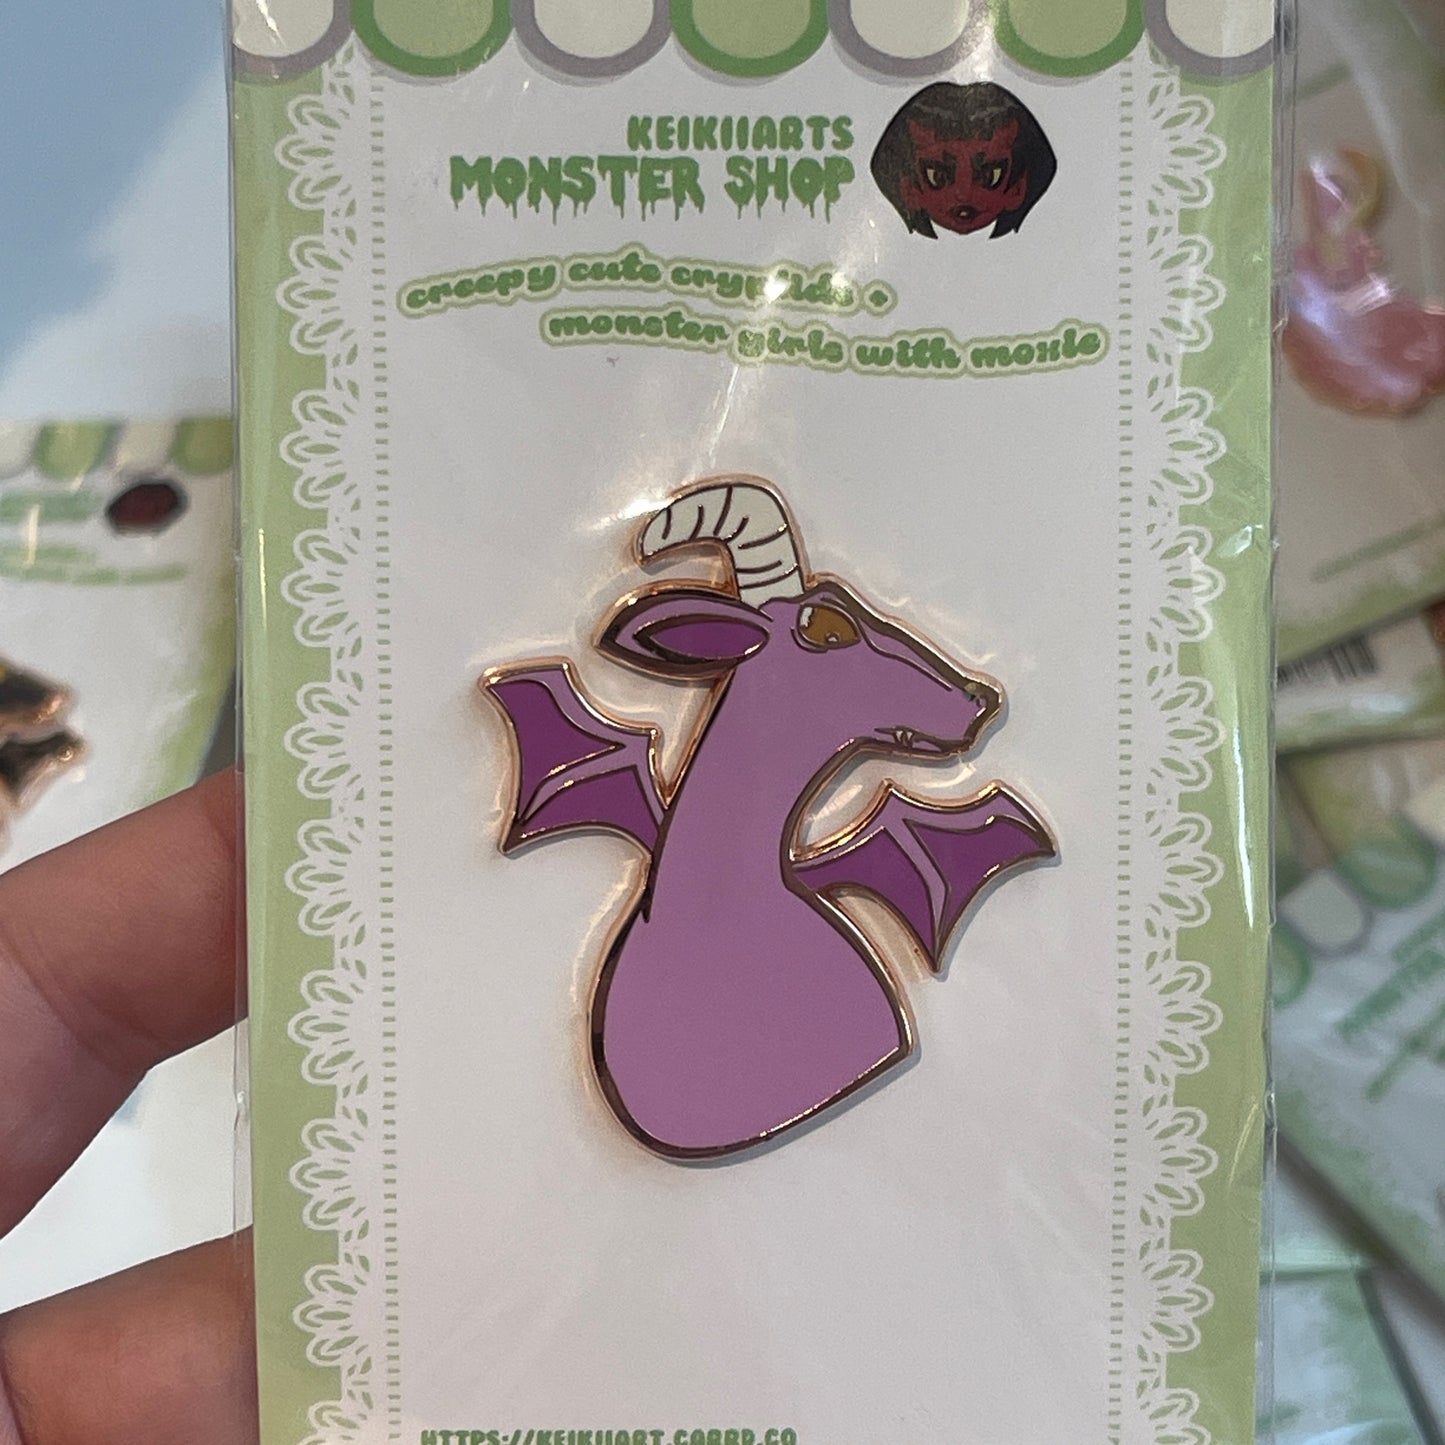 KEIKIIARTS
MONSTER SHOP
creepy cute cryptids +
monster girls with moxie
HTTPS://KEIKIIART.CARRD.CO